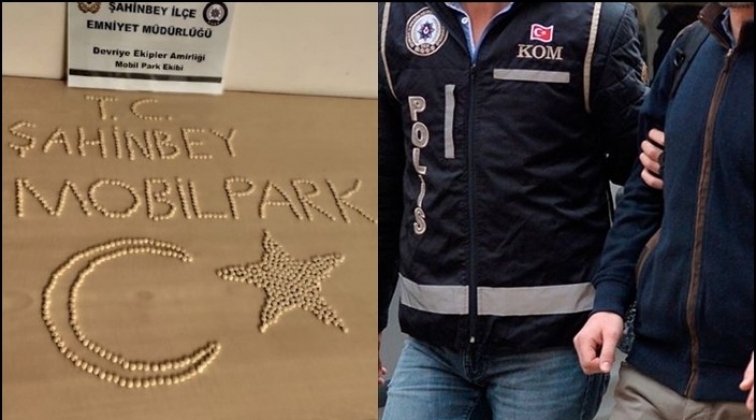 ŞAHİNBEY İLÇE
EMNİYET MÜDÜRLÜĞÜ
Devriye Ekipler Amirliği
Mobil Park Ekibi
T.C.
ŞAHİNBEY
MOBİLPARK
KOM
POLİS